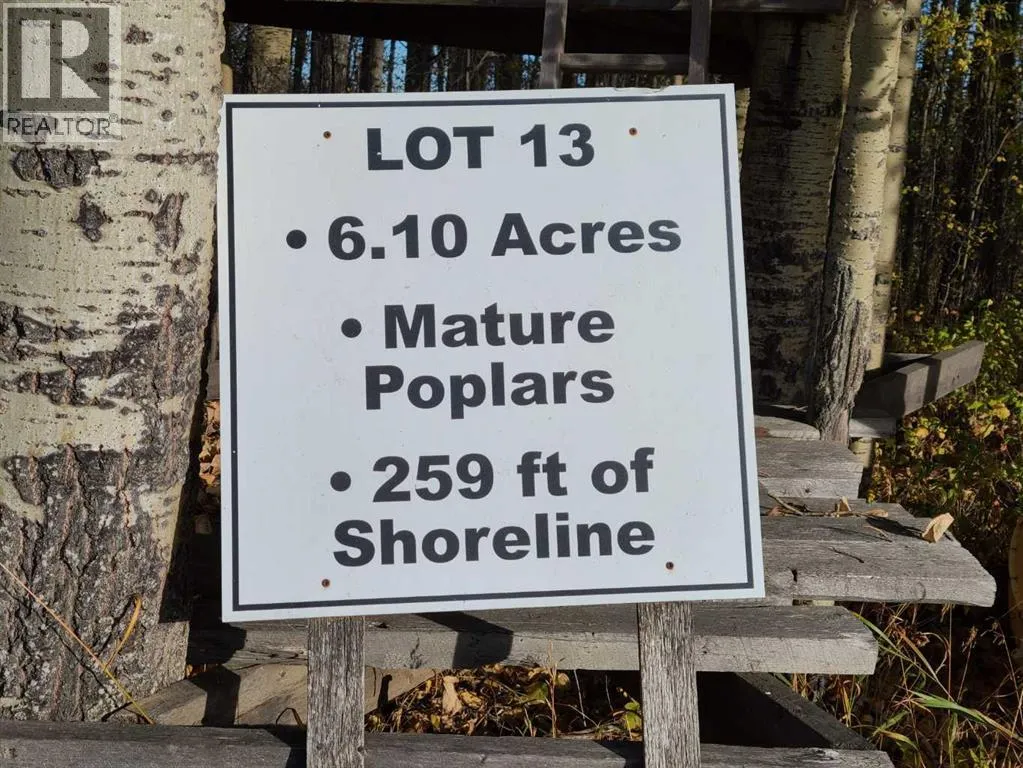 R
REALTOR®
LOT 13
• 6.10 Acres
• Mature
Poplars
• 259 ft of
Shoreline